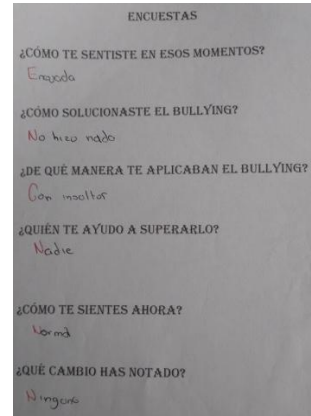 ENCUESTAS
¿CÓMO TE SENTISTE EN ESOS MOMENTOS?
Enojada
¿CÓMO SOLUCIONASTE EL BULLYING?
No hizo nada
¿DE QUÉ MANERA TE APLICABAN EL BULLYING?
Con insultos
¿QUIÉN TE AYUDO A SUPERARLO?
Nadie
¿CÓMO TE SIENTES AHORA?
Normal
¿QUÉ CAMBIO HAS NOTADO?
Ninguno